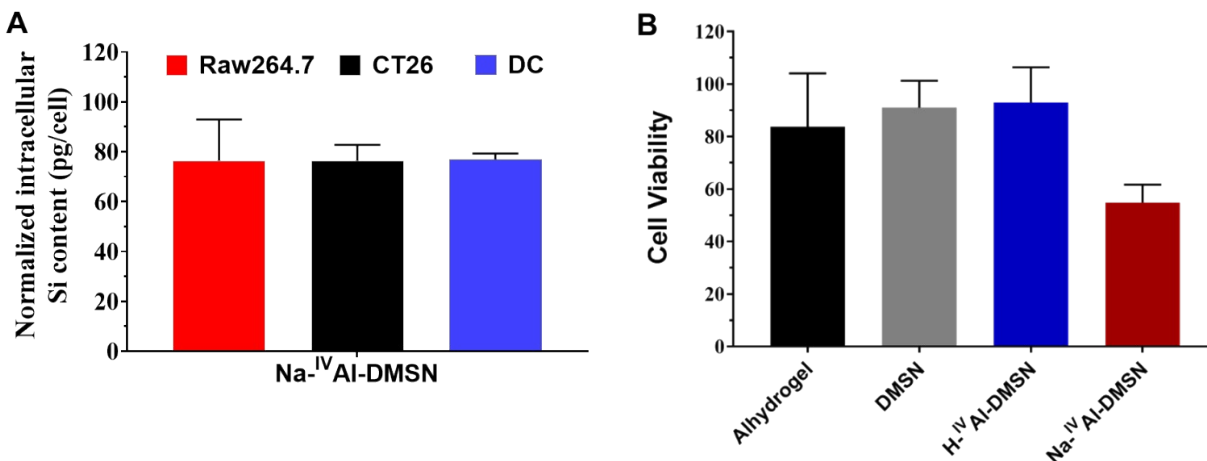 A
Normalized intracellular
Si content (pg/cell)
120
100
80
60
40
20
0
Raw264.7 CT26 DC
Na-IVAl-DMSN
B
Cell Viability
120
100
80
60
40
20
0
Alhydrogel
DMSN
H-IVAl-DMSN
Na-IVAl-DMSN